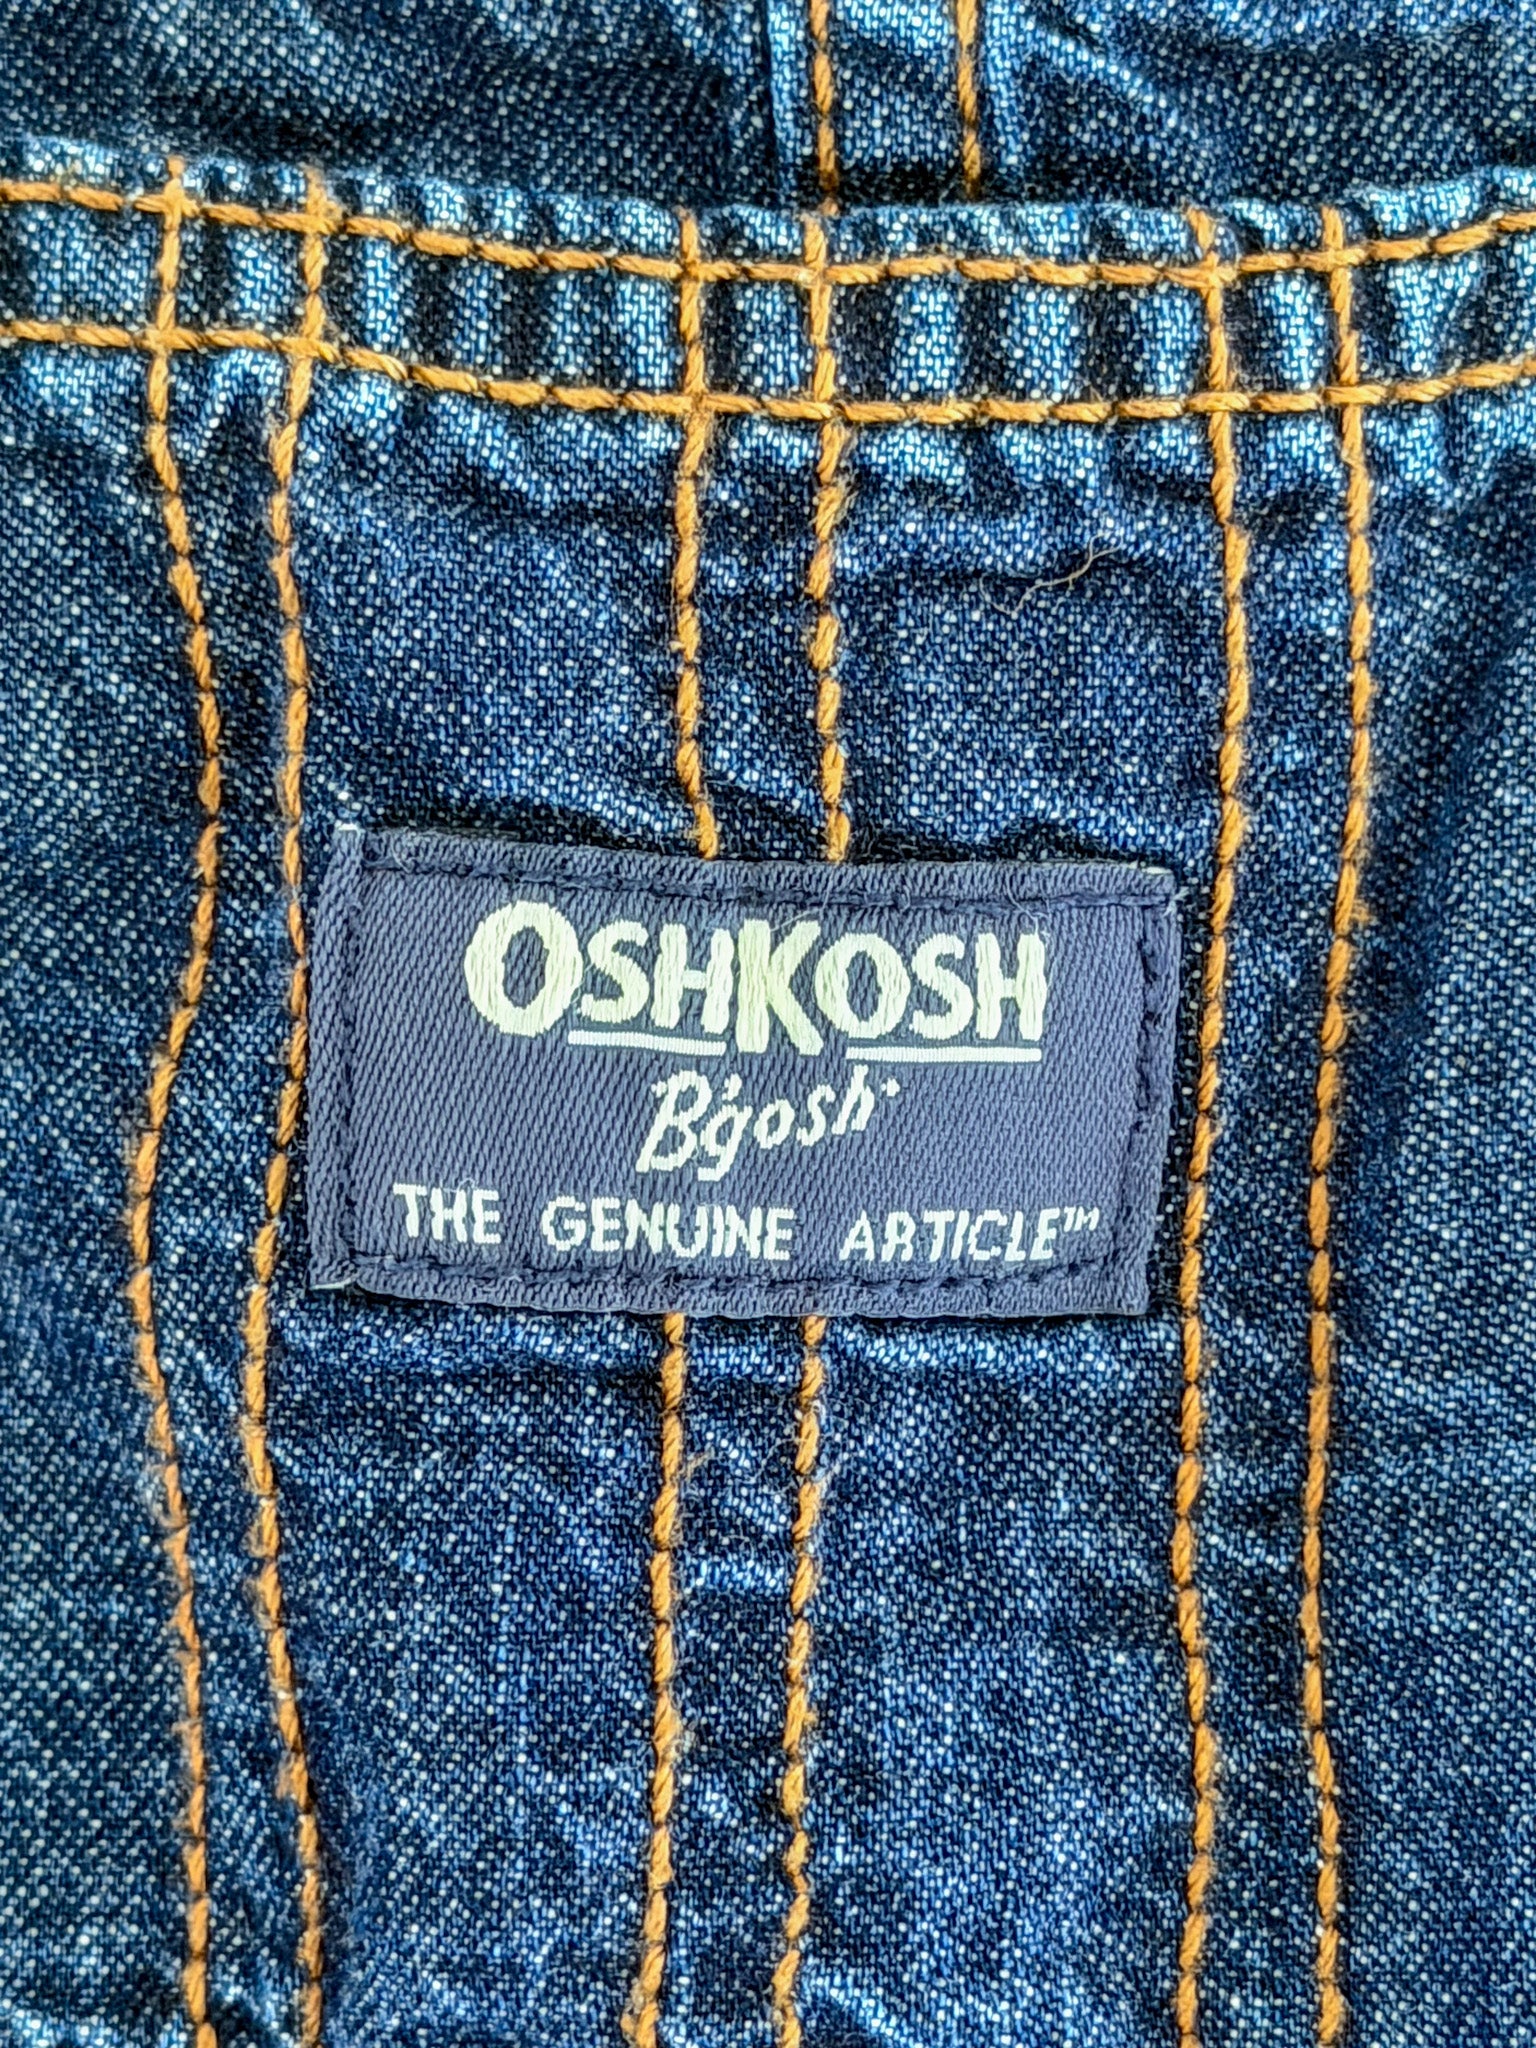 OSHKOSH
B'gosh
THE GENUINE ARTICLE™